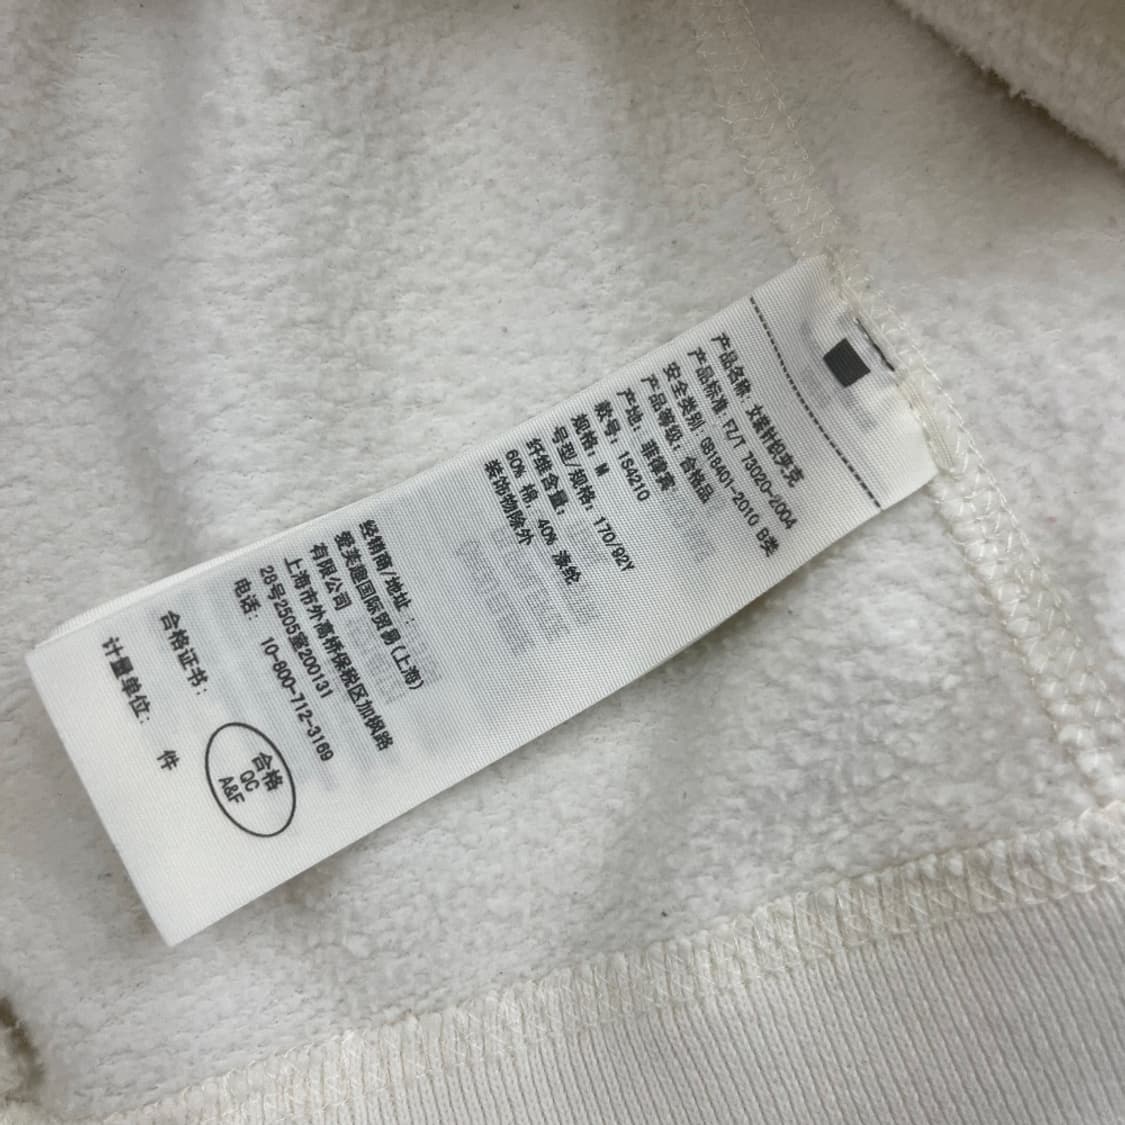 产品名称: 女装针织夹克
产品标准: FZ/T 73020-2004
安全类别: GB18401-2010 B类
产品等级: 合格品
产地: 菲律宾
款号: 1S4210
规格: M
号型/规格: 170/92Y
纤维含量:
60% 棉, 40% 涤纶
装饰物除外
经销商/地址:
爱芙趣国际贸易(上海)
有限公司
上海市外高桥保税区加枫路
28号2505室200131
电话: 10-800-712-3169
合格证书:
合格
QC
A&F
计量单位: 件